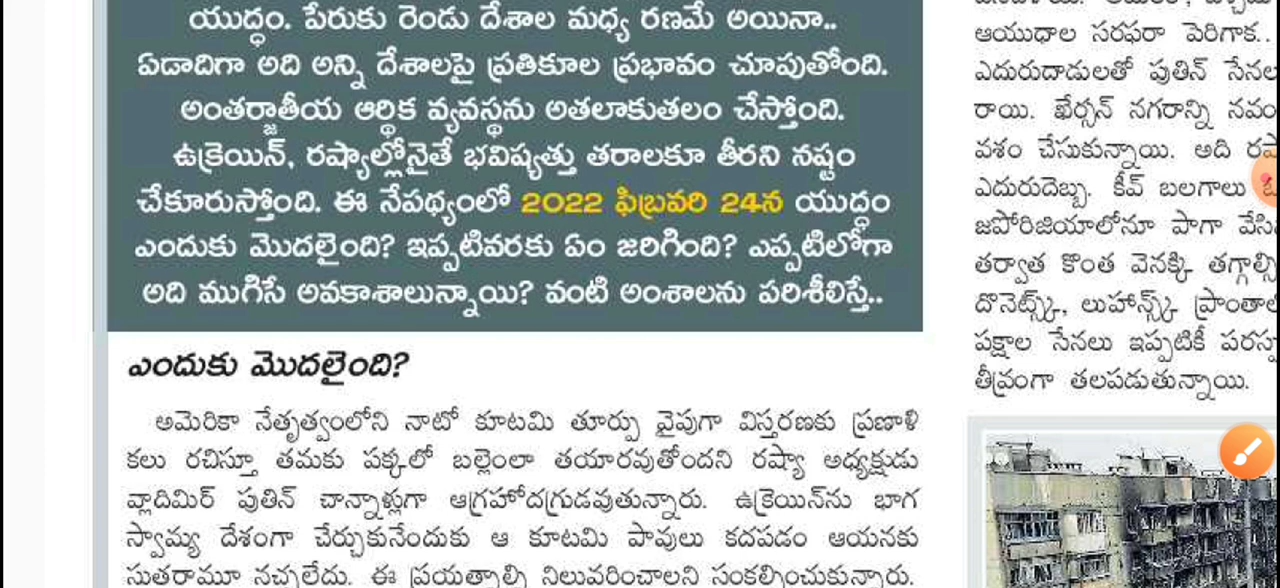 యుద్ధం. పేరుకు రెండు దేశాల మధ్య రణమే అయినా..
ఏడాదిగా అది అన్ని దేశాలపై ప్రతికూల ప్రభావం చూపుతోంది.
అంతర్జాతీయ ఆర్థిక వ్యవస్థను అతలాకుతలం చేస్తోంది.
ఉక్రెయిన్, రష్యాల్లోనైతే భవిష్యత్తు తరాలకూ తీరని నష్టం
చేకూరుస్తోంది. ఈ నేపథ్యంలో 2022 ఫిబ్రవరి 24న యుద్ధం
ఎందుకు మొదలైంది? ఇప్పటివరకు ఏం జరిగింది? ఎప్పటిలోగా
అది ముగిసే అవకాశాలున్నాయి? వంటి అంశాలను పరిశీలిస్తే..
ఎందుకు మొదలైంది?
అమెరికా నేతృత్వంలోని నాటో కూటమి తూర్పు వైపుగా విస్తరణకు ప్రణాళి
కలు రచిస్తూ తమకు పక్కలో బల్లెంలా తయారవుతోందని రష్యా అధ్యక్షుడు
వ్లాదిమిర్ పుతిన్ చాన్నాళ్లుగా ఆగ్రహోదగ్రుడవుతున్నారు. ఉక్రెయిన్‌ను భాగ
స్వామ్య దేశంగా చేర్చుకునేందుకు ఆ కూటమి పావులు కదపడం ఆయనకు
సుతరామూ నచ్చలేదు. ఈ ప్రయత్నాల్ని నిలువరించాలని సంకల్పించుకున్నారు.
ఆయుధాల సరఫరా పెరిగాక..
ఎదురుదాడులతో పుతిన్ సేనల
రాయి. ఖేర్సన్ నగరాన్ని నవం
వశం చేసుకున్నాయి. అది
ఎదురుదెబ్బ. కీవ్ బలగాలు
జపోరిజియాలోనూ పాగా
తర్వాత కొంత వెనక్కి
దొనెట్స్క్, లుహాన్స్క్
పక్షాల సేనలు ఇప్పటికీ
తీవ్రంగా తలపడుతున్నాయి.